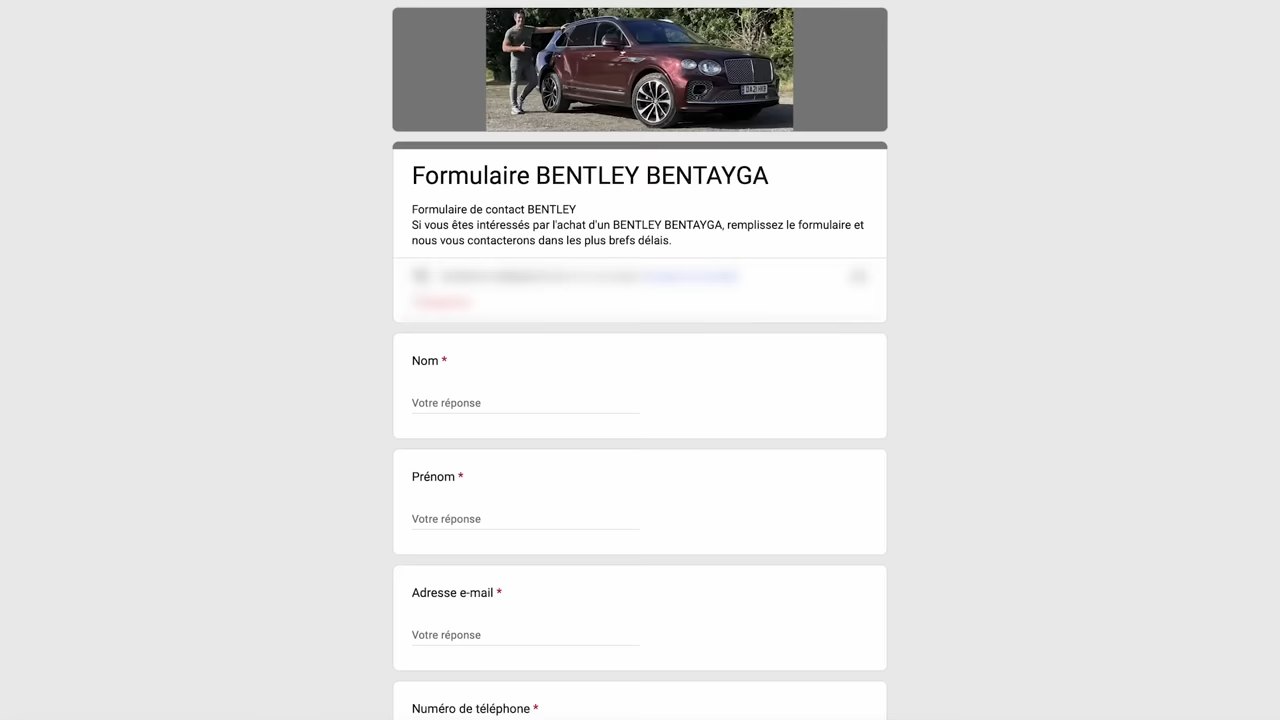 Formulaire BENTLEY BENTAYGA
Formulaire de contact BENTLEY
Si vous êtes intéressés par l'achat d'un BENTLEY BENTAYGA, remplissez le formulaire et
nous vous contacterons dans les plus brefs délais.
Nom *
Votre réponse
Prénom *
Votre réponse
Adresse e-mail *
Votre réponse
Numéro de téléphone *